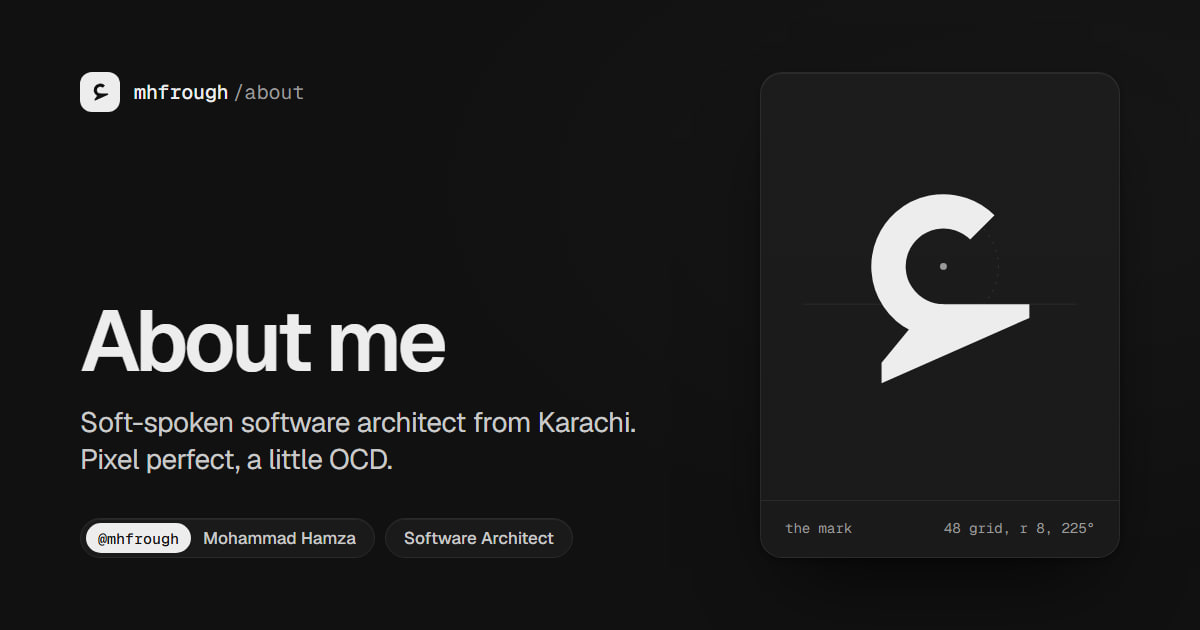 mhfrough /about
About me
Soft-spoken software architect from Karachi.
Pixel perfect, a little OCD.
@mhfrough Mohammad Hamza
Software Architect
the mark
48 grid, r 8, 225°